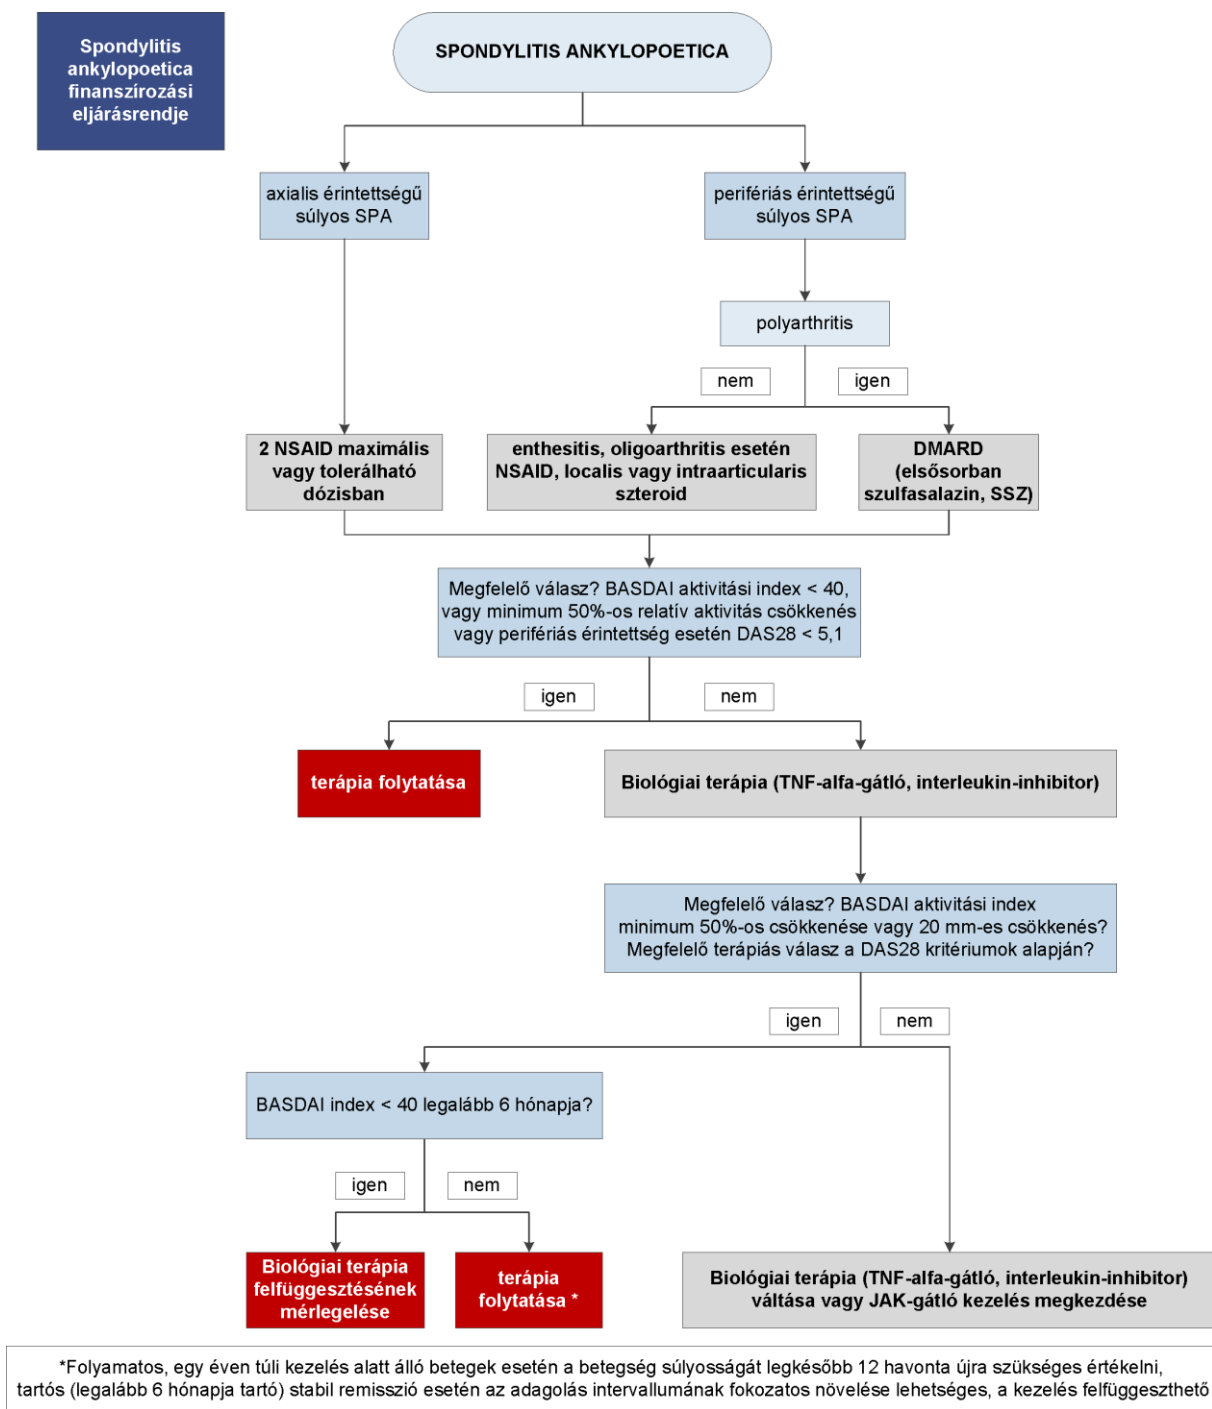 Spondylitis
ankylopoetica
finanszírozási
eljárásrendje
SPONDYLITIS ANKYLOPOETICA
axialis érintettségű
súlyos SPA
perifériás érintettségű
súlyos SPA
polyarthritis
nem
igen
2 NSAID maximális
vagy tolerálható
dózisban
enthesitis, oligoarthritis esetén
NSAID, localis vagy intraarticularis
szteroid
DMARD
(elsősorban
szulfasalazin, SSZ)
Megfelelő válasz? BASDAI aktivitási index < 40,
vagy minimum 50%-os relatív aktivitás csökkenés
vagy perifériás érintettség esetén DAS28 < 5,1
igen
nem
terápia folytatása
Biológiai terápia (TNF-alfa-gátló, interleukin-inhibitor)
Megfelelő válasz? BASDAI aktivitási index
minimum 50%-os csökkenése vagy 20 mm-es csökkenés?
Megfelelő terápiás válasz a DAS28 kritériumok alapján?
igen
nem
BASDAI index < 40 legalább 6 hónapja?
igen
nem
Biológiai terápia
felfüggesztésének
mérlegelése
terápia
folytatása *
Biológiai terápia (TNF-alfa-gátló, interleukin-inhibitor)
váltása vagy JAK-gátló kezelés megkezdése
*Folyamatos, egy éven túli kezelés alatt álló betegek esetén a betegség súlyosságát legkésőbb 12 havonta újra szükséges értékelni,
tartós (legalább 6 hónapja tartó) stabil remisszió esetén az adagolás intervallumának fokozatos növelése lehetséges, a kezelés felfüggeszthető